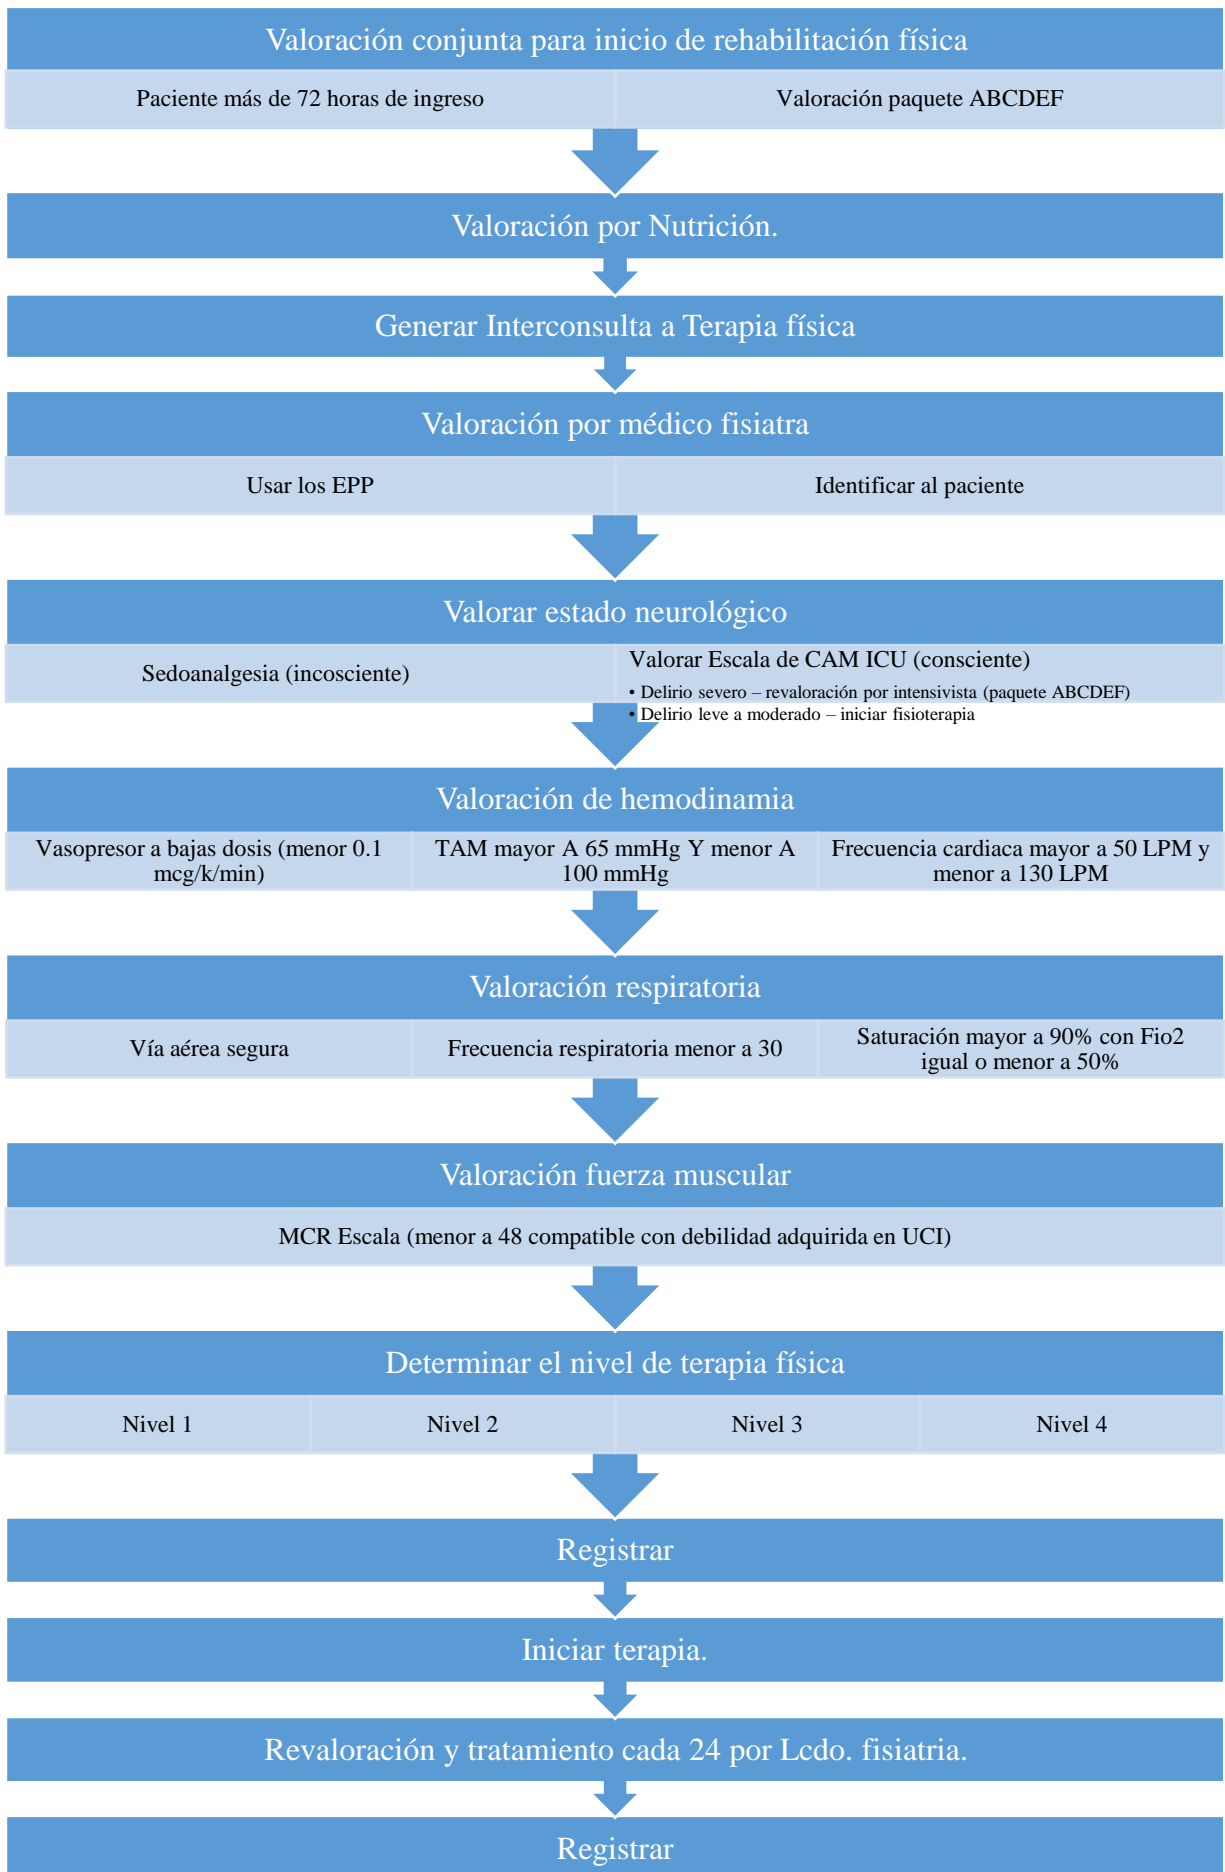 Valoración conjunta para inicio de rehabilitación física
Paciente más de 72 horas de ingreso
Valoración paquete ABCDEF
Valoración por Nutrición.
Generar Interconsulta a Terapia física
Valoración por médico fisiatra
Usar los EPP
Identificar al paciente
Valorar estado neurológico
Sedoanalgesia (incosciente)
Valorar Escala de CAM ICU (consciente)
• Delirio severo – revaloración por intensivista (paquete ABCDEF)
• Delirio leve a moderado – iniciar fisioterapia
Valoración de hemodinamia
Vasopresor a bajas dosis (menor 0.1
mcg/k/min)
TAM mayor A 65 mmHg Y menor A
100 mmHg
Frecuencia cardiaca mayor a 50 LPM y
menor a 130 LPM
Valoración respiratoria
Vía aérea segura
Frecuencia respiratoria menor a 30
Saturación mayor a 90% con Fio2
igual o menor a 50%
Valoración fuerza muscular
MCR Escala (menor a 48 compatible con debilidad adquirida en UCI)
Determinar el nivel de terapia física
Nivel 1
Nivel 2
Nivel 3
Nivel 4
Registrar
Iniciar terapia.
Revaloración y tratamiento cada 24 por Lcdo. fisiatria.
Registrar